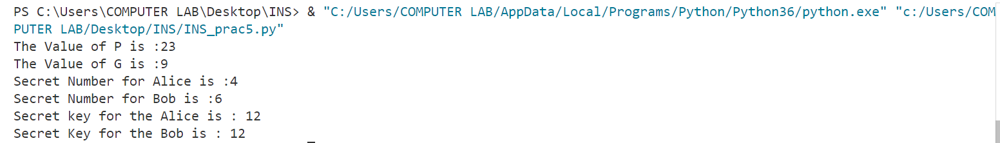 PS C:\Users\COMPUTER LAB\Desktop\INS> & "C:/Users/COMPUTER LAB/AppData/Local/Programs/Python/Python36/python.exe" "c:/Users/COM
PUTER LAB/Desktop/INS/INS_prac5.py"
The Value of P is :23
The Value of G is :9
Secret Number for Alice is :4
Secret Number for Bob is :6
Secret key for the Alice is : 12
Secret Key for the Bob is : 12